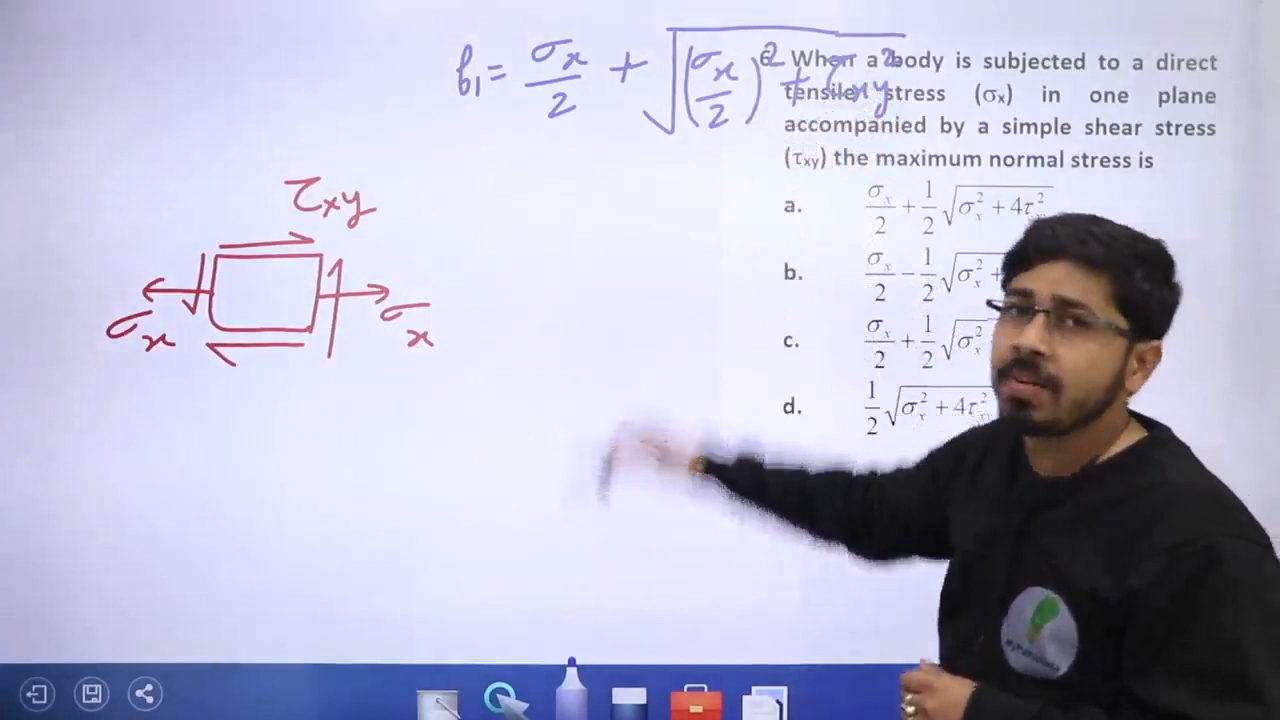 p₁ = σx/2 + √((σx/2)² + τxy²)
6. When a body is subjected to a direct
tensile stress (σx) in one plane
accompanied by a simple shear stress
(τxy) the maximum normal stress is
a. σx/2 + 1/2 √(σx² + 4τ²
b. σx/2 − 1/2 √(σx² +
c. σx/2 + 1/2 √(σx²
d. 1/2 √(σx² + 4τ²xy
τxy
σx
σx